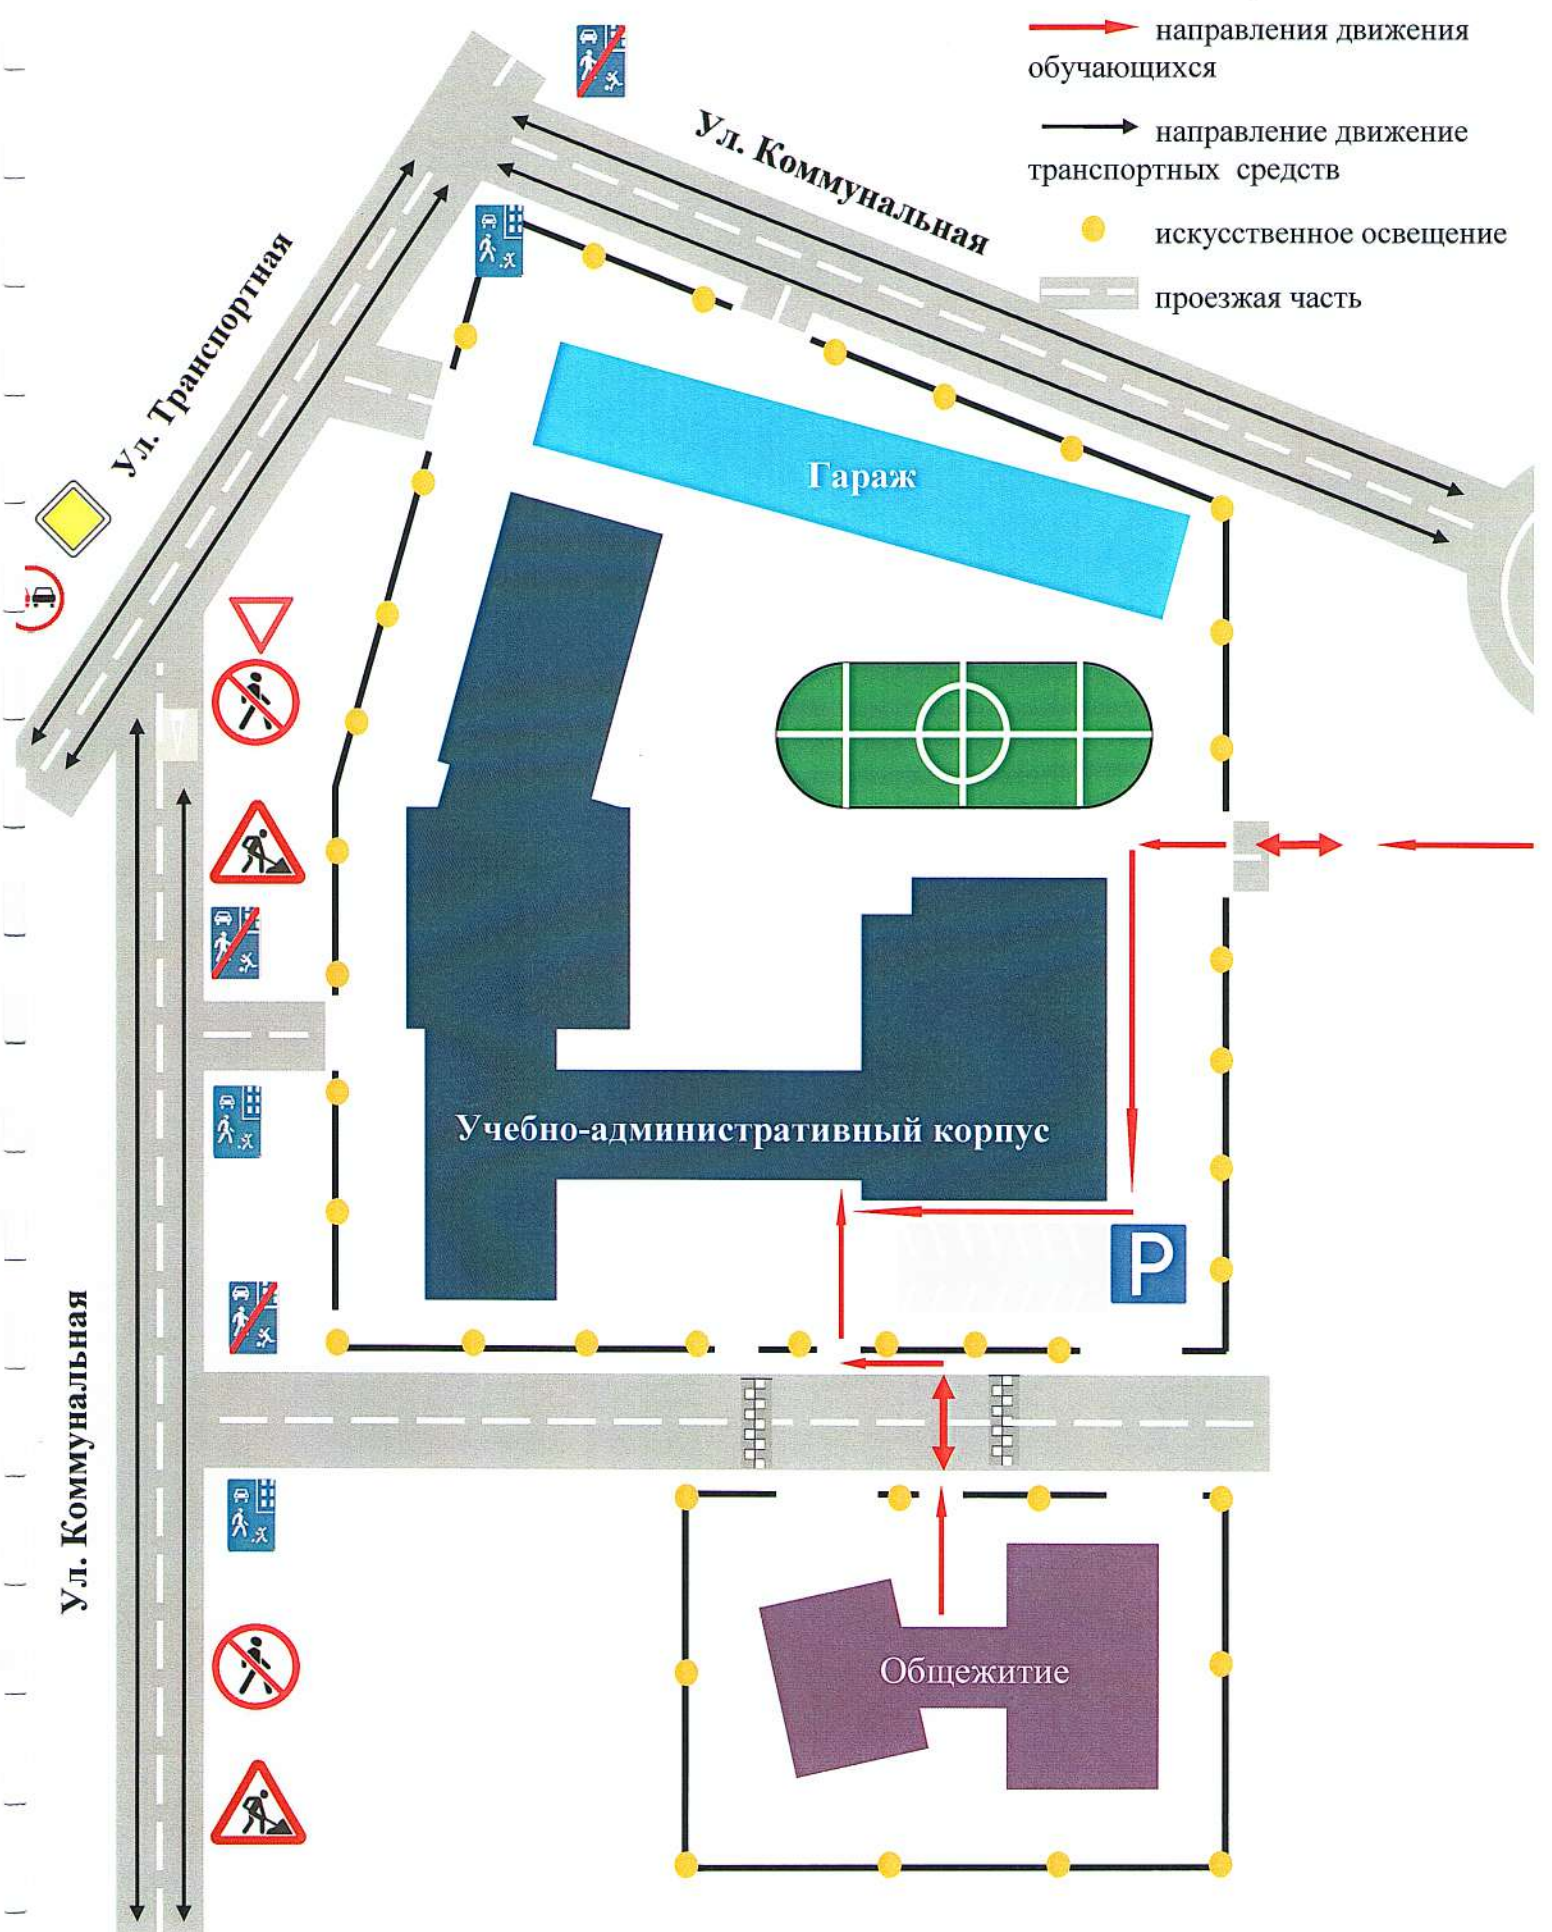 направления движения
обучающихся
направление движение
транспортных средств
искусственное освещение
проезжая часть
Ул. Коммунальная
Ул. Транспортная
Гараж
Учебно-административный корпус
P
Ул. Коммунальная
Общежитие